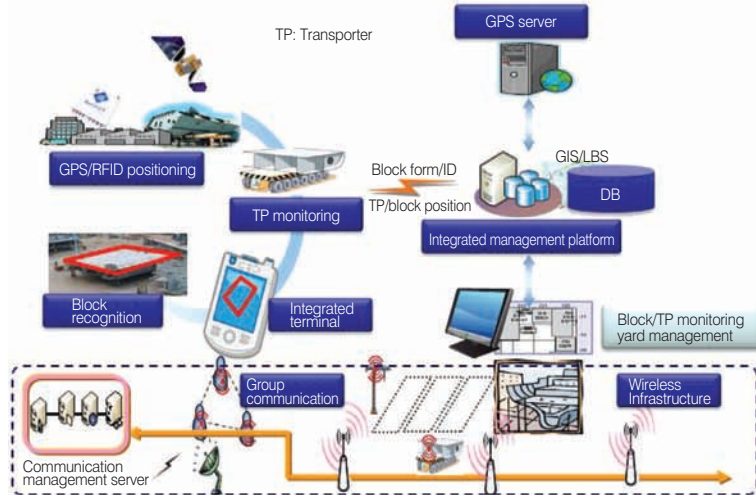 TP: Transporter
GPS server
GPS/RFID positioning
TP monitoring
Block form/ID
TP/block position
GIS/LBS
DB
Integrated management platform
Block
recognition
Integrated
terminal
Block/TP monitoring
yard management
Group
communication
Wireless
Infrastructure
Communication
management server